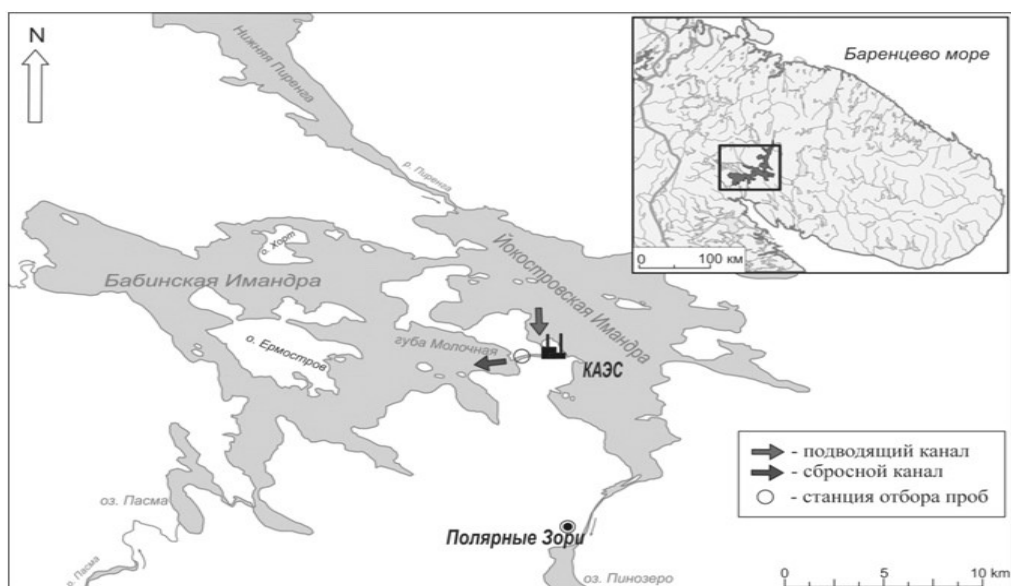 N
Нижняя Пиренга
р. Пиренга
Баренцево море
0 100 км
о. Хорт
Бабинская Имандра
Йокостровская Имандра
о. Ермостров
губа Молочная
КАЭС
- подводящий канал
- сбросной канал
- станция отбора проб
оз. Пасма
р. Пасма
Полярные Зори
оз. Пинозеро
0 5 10 km